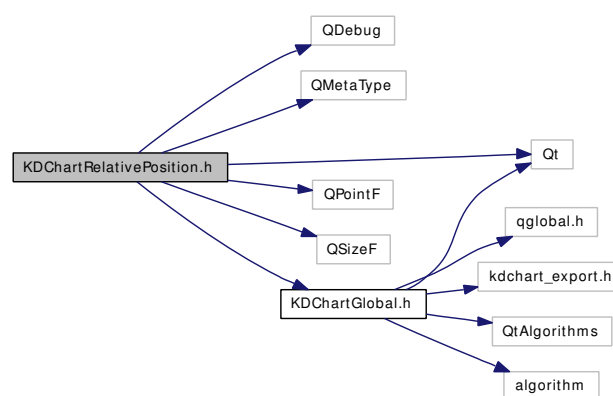 QDebug
QMetaType
KDChartRelativePosition.h
Qt
QPointF
qglobal.h
QSizeF
kdchart_export.h
KDChartGlobal.h
QtAlgorithms
algorithm